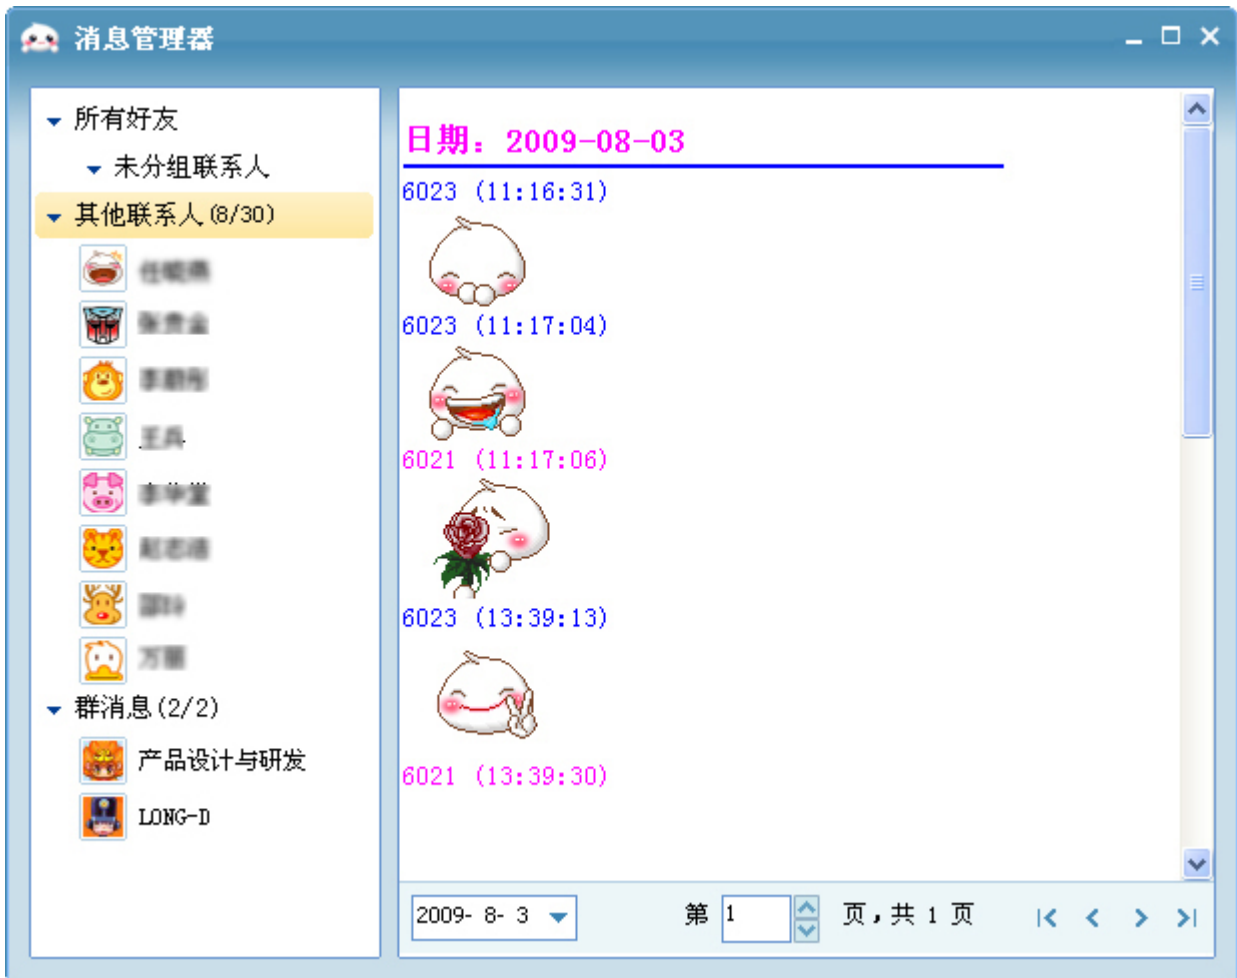 消息管理器
所有好友
未分组联系人
其他联系人(8/30)
群消息(2/2)
产品设计与研发
LONG-D
日期：2009-08-03
6023 (11:16:31)
6023 (11:17:04)
6021 (11:17:06)
6023 (13:39:13)
6021 (13:39:30)
2009- 8- 3
第 1 页,共 1 页